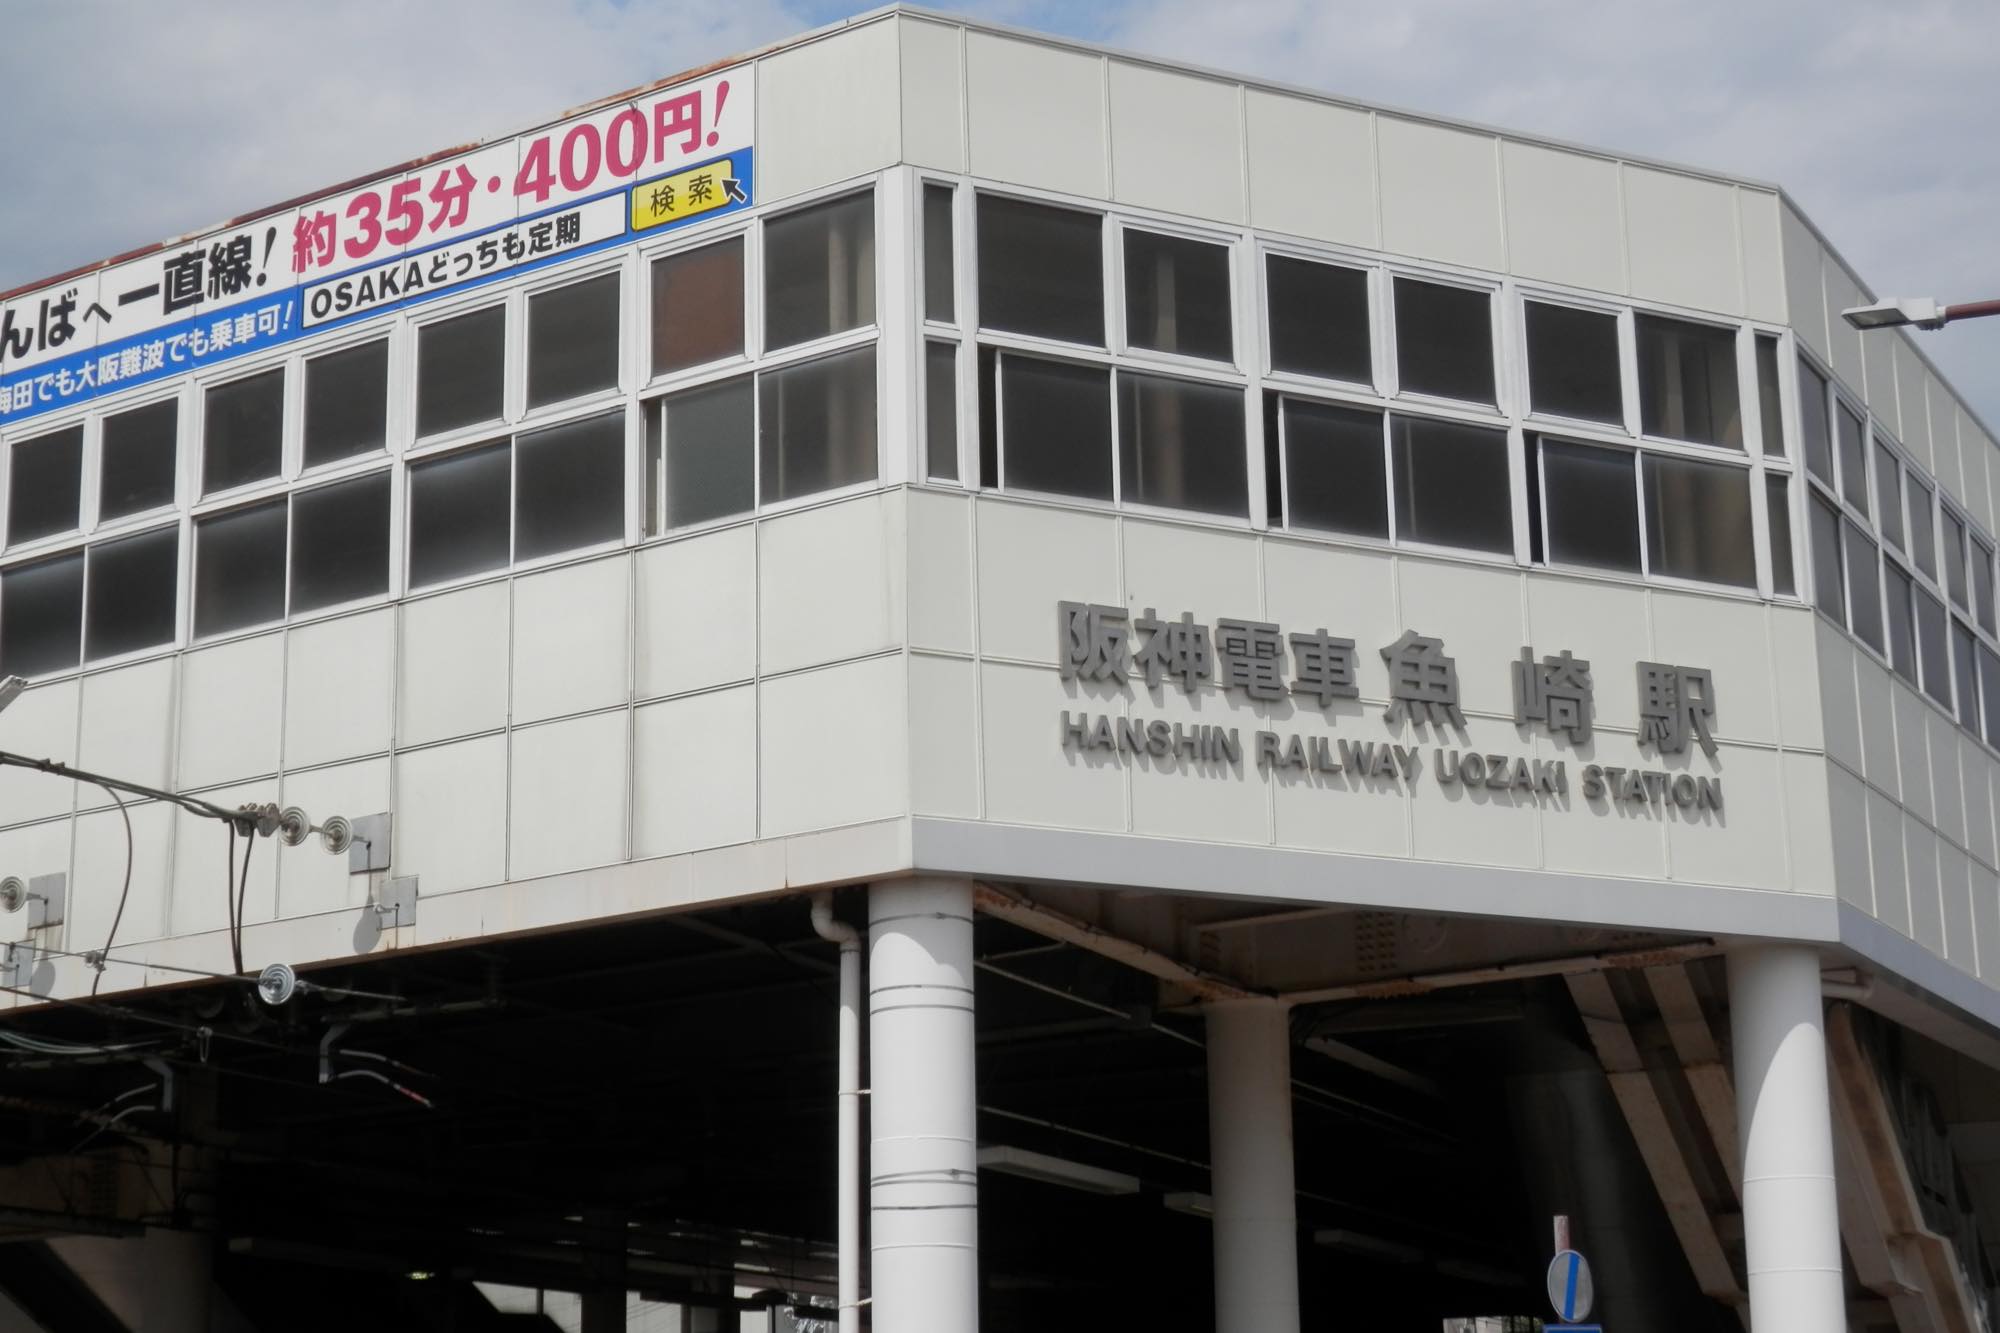 んばへ一直線! 約35分・400円!
梅田でも大阪難波でも乗車可! OSAKAどっちも定期 検索
阪神電車 魚崎駅
HANSHIN RAILWAY UOZAKI STATION